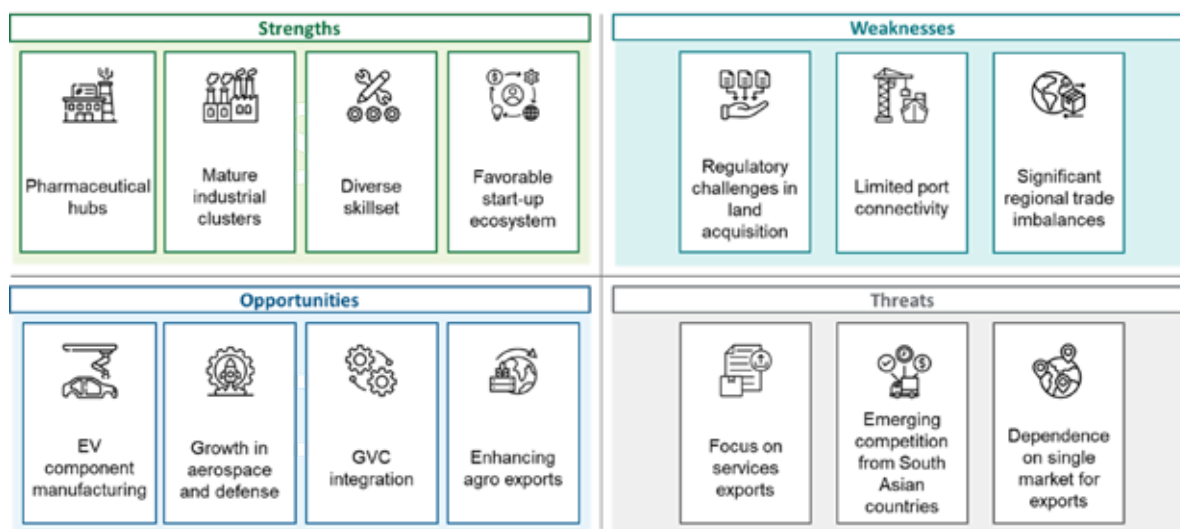 Strengths
Pharmaceutical
hubs
Mature
industrial
clusters
Diverse
skillset
Favorable
start-up
ecosystem
Weaknesses
Regulatory
challenges in
land
acquisition
Limited port
connectivity
Significant
regional trade
imbalances
Opportunities
EV
component
manufacturing
Growth in
aerospace
and defense
GVC
integration
Enhancing
agro exports
Threats
Focus on
services
exports
Emerging
competition
from South
Asian
countries
Dependence
on single
market for
exports